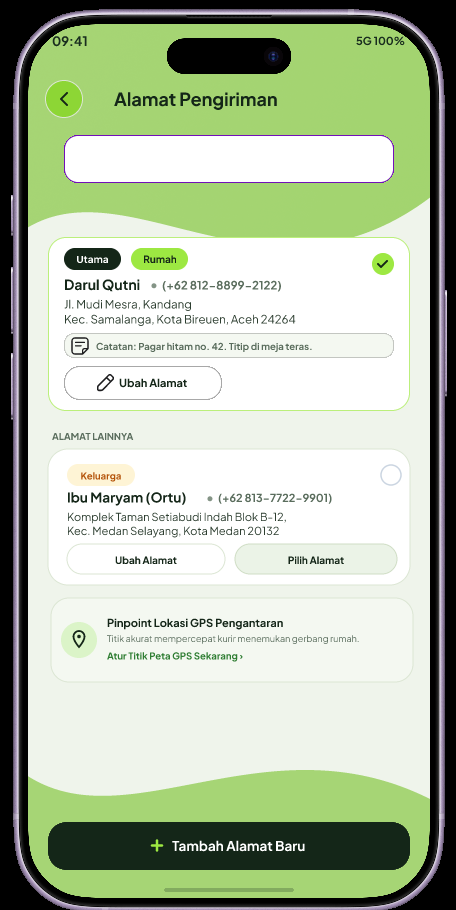 09:41
5G 100%
Alamat Pengiriman
Utama
Rumah
Darul Qutni • (+62 812-8899-2122)
Jl. Mudi Mesra, Kandang
Kec. Samalanga, Kota Bireuen, Aceh 24264
Catatan: Pagar hitam no. 42. Titip di meja teras.
Ubah Alamat
ALAMAT LAINNYA
Keluarga
Ibu Maryam (Ortu) • (+62 813-7722-9901)
Komplek Taman Setiabudi Indah Blok B-12,
Kec. Medan Selayang, Kota Medan 20132
Ubah Alamat
Pilih Alamat
Pinpoint Lokasi GPS Pengantaran
Titik akurat mempercepat kurir menemukan gerbang rumah.
Atur Titik Peta GPS Sekarang ›
+ Tambah Alamat Baru